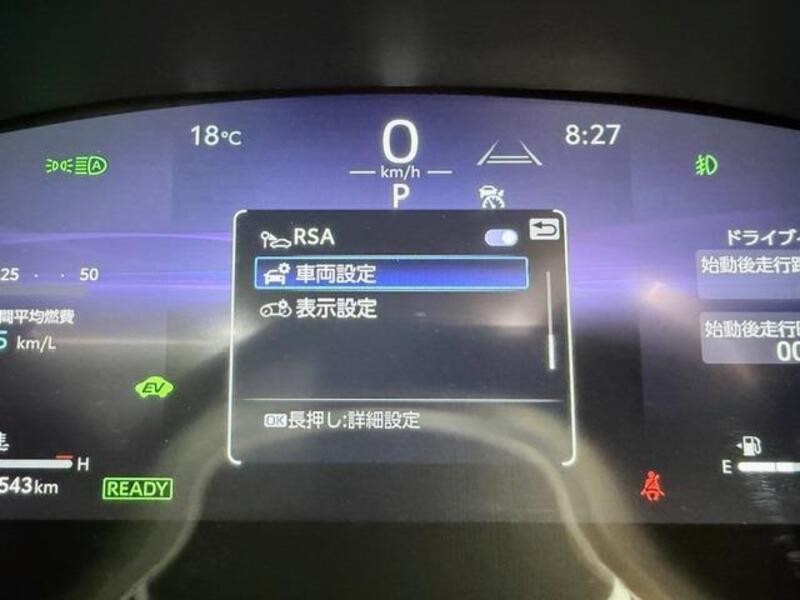 18℃
0
8:27
km/h
P
A
RSA
車両設定
表示設定
OK長押し:詳細設定
25 50
間平均燃費
5 km/L
EV
H
543km
READY
ドライブ
始動後走行
始動後走行
00
E